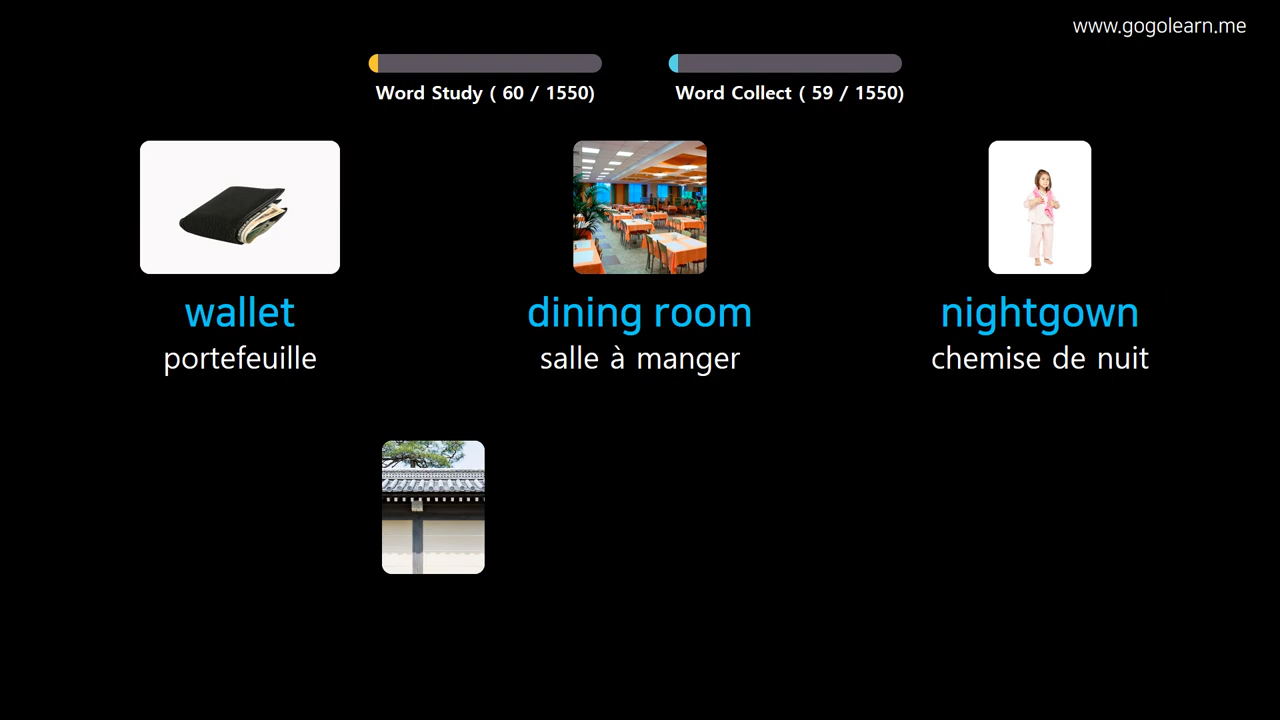 www.gogolearn.me
Word Study ( 60 / 1550)
Word Collect ( 59 / 1550)
wallet
portefeuille
dining room
salle à manger
nightgown
chemise de nuit